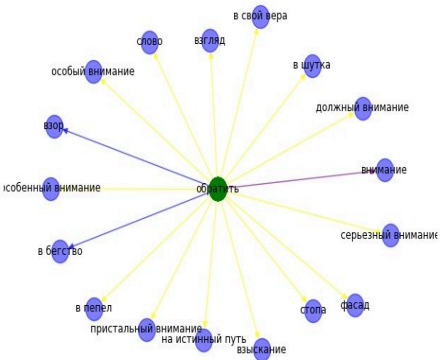 в свой вера
слово
взгляд
в шутка
особый внимание
должный внимание
взор
внимание
особенный внимание
обратить
серьезный внимание
в бегство
в пепел
стопа
фасад
пристальный внимание
на истинный путь
взыскание